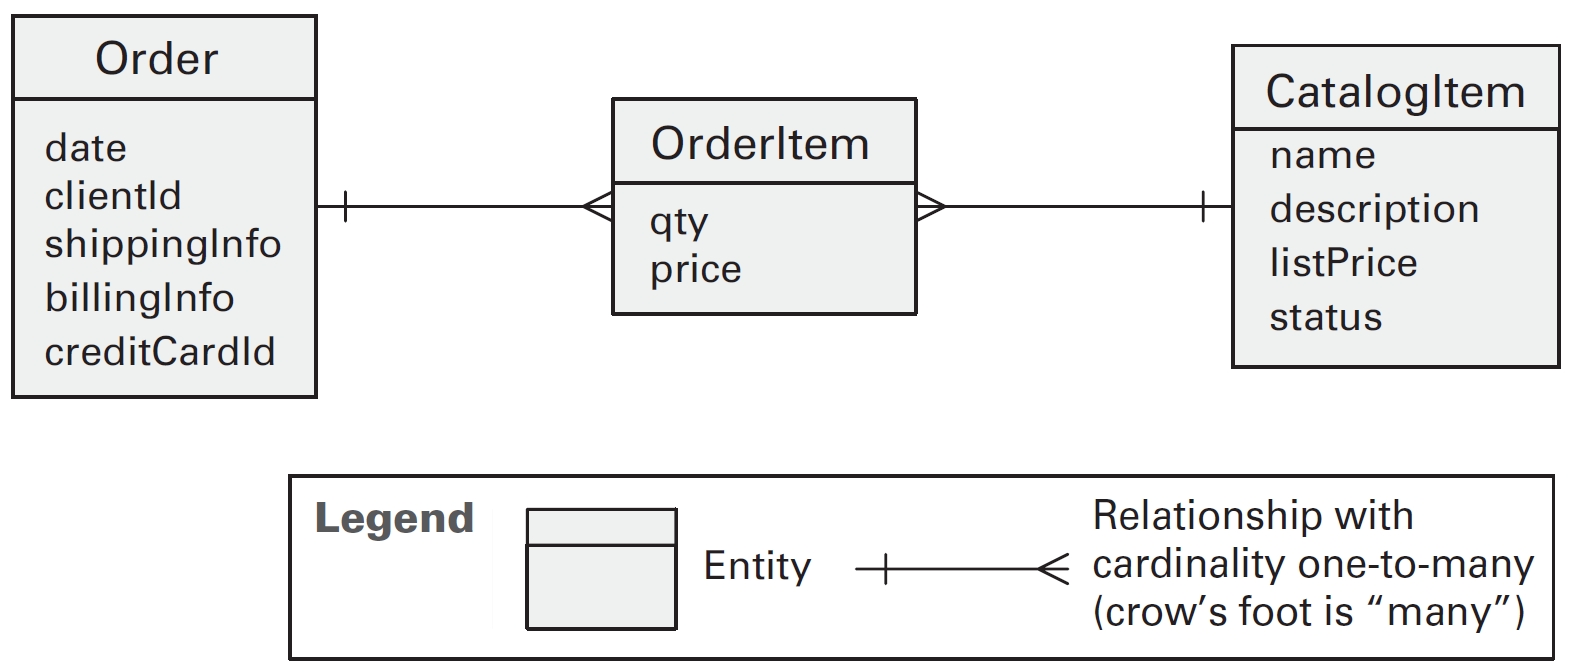 Order
date
clientId
shippingInfo
billingInfo
creditCardId
OrderItem
qty
price
CatalogItem
name
description
listPrice
status
Legend
Entity
Relationship with
cardinality one-to-many
(crow’s foot is “many”)